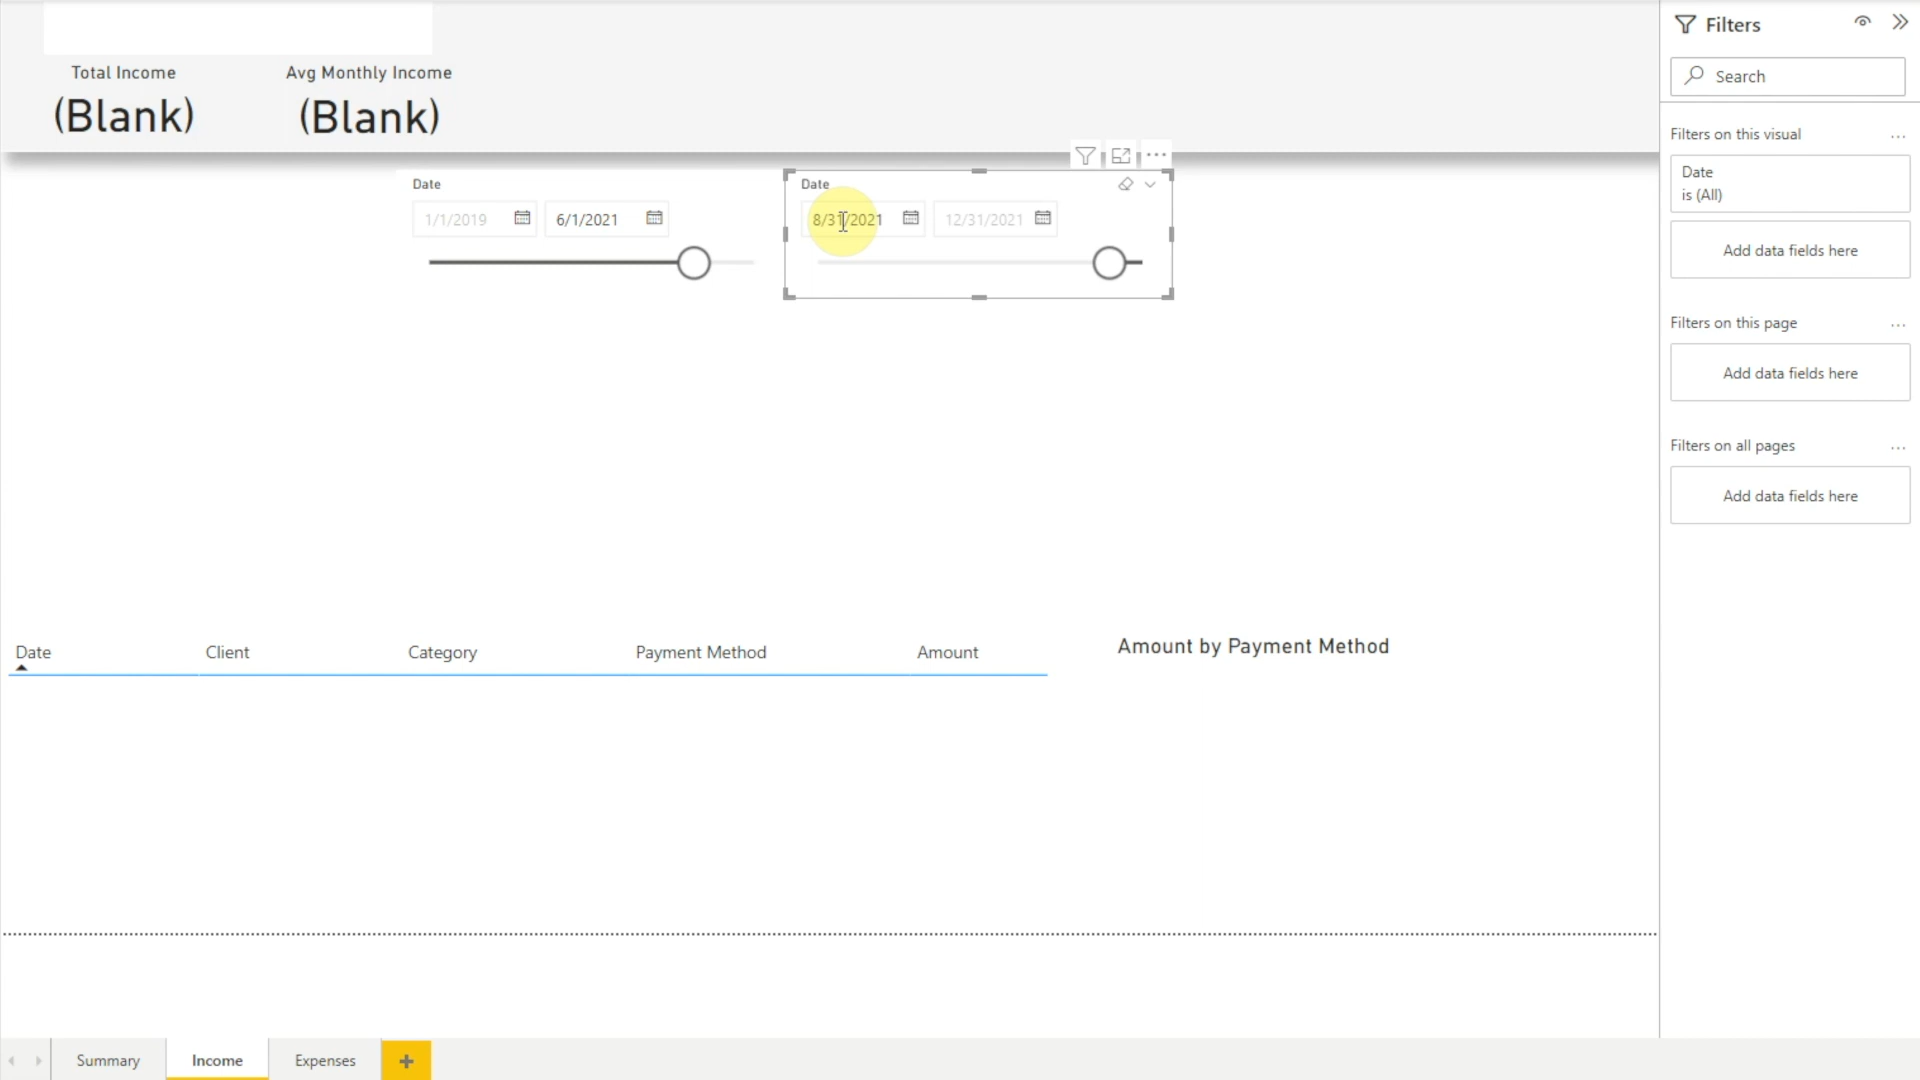 Total Income
(Blank)
Avg Monthly Income
(Blank)
Date
1/1/2019
6/1/2021
Date
8/31/2021
12/31/2021
Date
Client
Category
Payment Method
Amount
Amount by Payment Method
Filters
Search
Filters on this visual
Date
is (All)
Add data fields here
Filters on this page
Add data fields here
Filters on all pages
Add data fields here
Summary
Income
Expenses